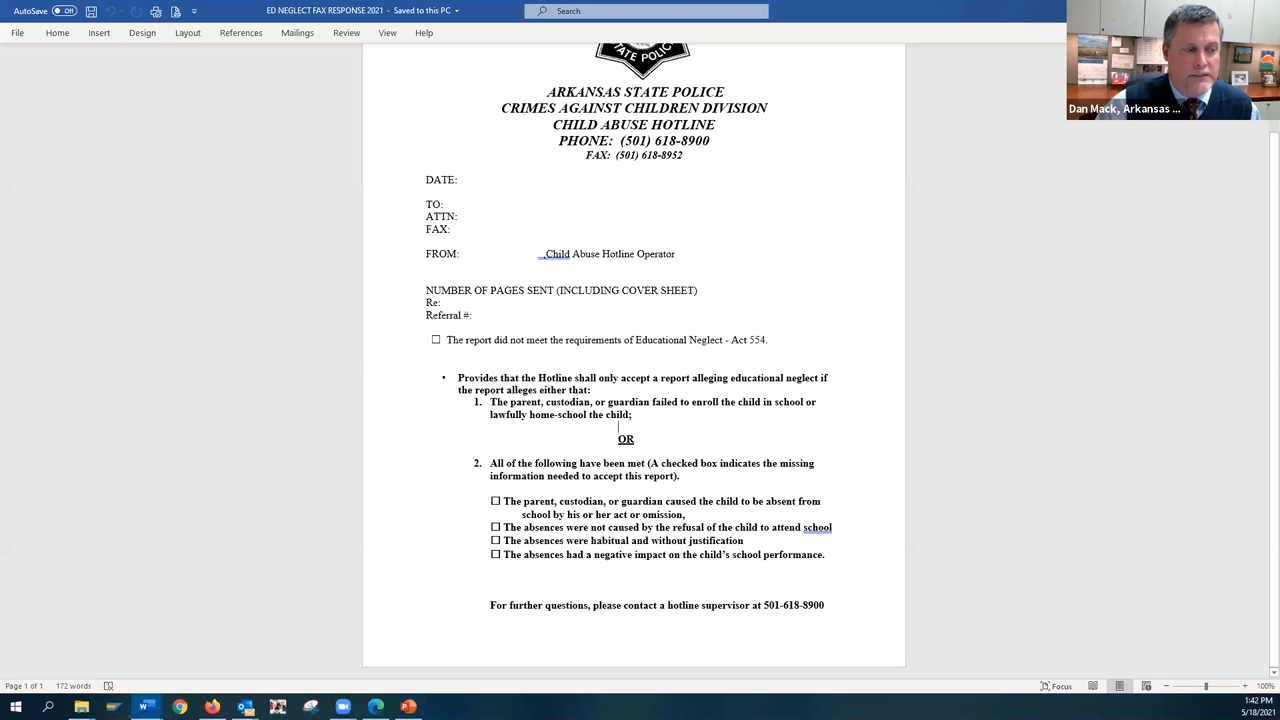 AutoSave Off
ED NEGLECT FAX RESPONSE 2021 - Saved to this PC
Search
File Home Insert Design Layout References Mailings Review View Help
STATE POLICE
ARKANSAS STATE POLICE
CRIMES AGAINST CHILDREN DIVISION
CHILD ABUSE HOTLINE
PHONE: (501) 618-8900
FAX: (501) 618-8952
DATE:
TO:
ATTN:
FAX:
FROM: ,Child Abuse Hotline Operator
NUMBER OF PAGES SENT (INCLUDING COVER SHEET)
Re:
Referral #:
☐ The report did not meet the requirements of Educational Neglect - Act 554.
• Provides that the Hotline shall only accept a report alleging educational neglect if
the report alleges either that:
1. The parent, custodian, or guardian failed to enroll the child in school or
lawfully home-school the child;
OR
2. All of the following have been met (A checked box indicates the missing
information needed to accept this report).
☐ The parent, custodian, or guardian caused the child to be absent from
school by his or her act or omission,
☐ The absences were not caused by the refusal of the child to attend school
☐ The absences were habitual and without justification
☐ The absences had a negative impact on the child's school performance.
For further questions, please contact a hotline supervisor at 501-618-8900
Dan Mack, Arkansas ...
Page 1 of 1 172 words
Focus
100%
1:42 PM
5/18/2021